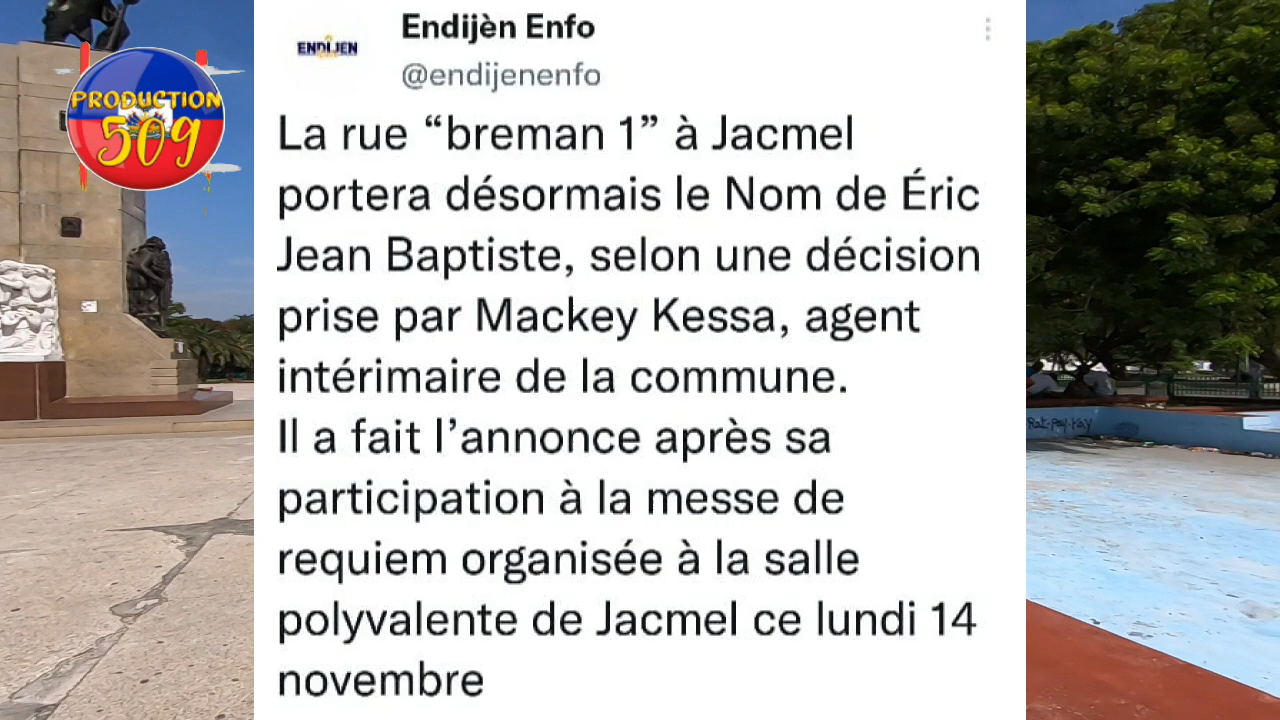 PRODUCTION
509
ENDIJEN
Endijèn Enfo
@endijenenfo
La rue “breman 1” à Jacmel
portera désormais le Nom de Éric
Jean Baptiste, selon une décision
prise par Mackey Kessa, agent
intérimaire de la commune.
Il a fait l’annonce après sa
participation à la messe de
requiem organisée à la salle
polyvalente de Jacmel ce lundi 14
novembre